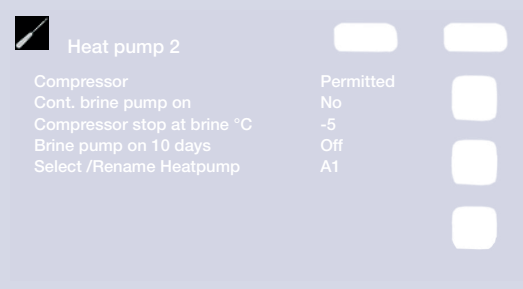 Heat pump 2
Compressor Permitted
Cont. brine pump on No
Compressor stop at brine °C -5
Brine pump on 10 days Off
Select /Rename Heatpump A1